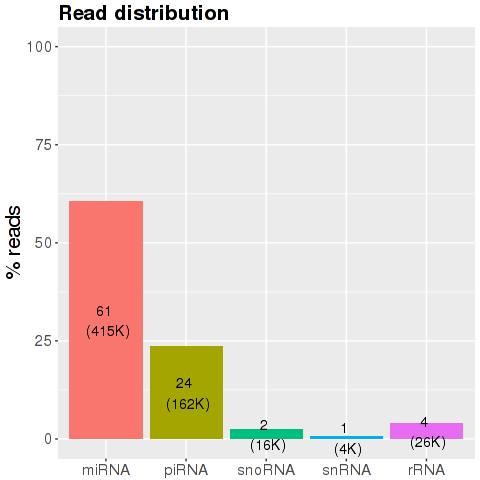 Read distribution
% reads
100
75
50
25
0
61
(415K)
24
(162K)
2
(16K)
1
(4K)
4
(26K)
miRNA piRNA snoRNA snRNA rRNA